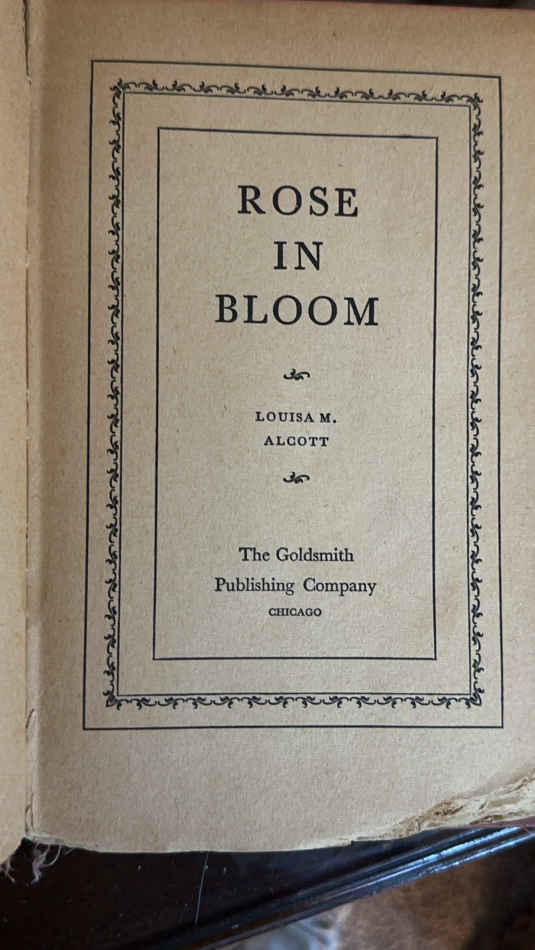 ROSE
IN
BLOOM
LOUISA M.
ALCOTT
The Goldsmith
Publishing Company
CHICAGO